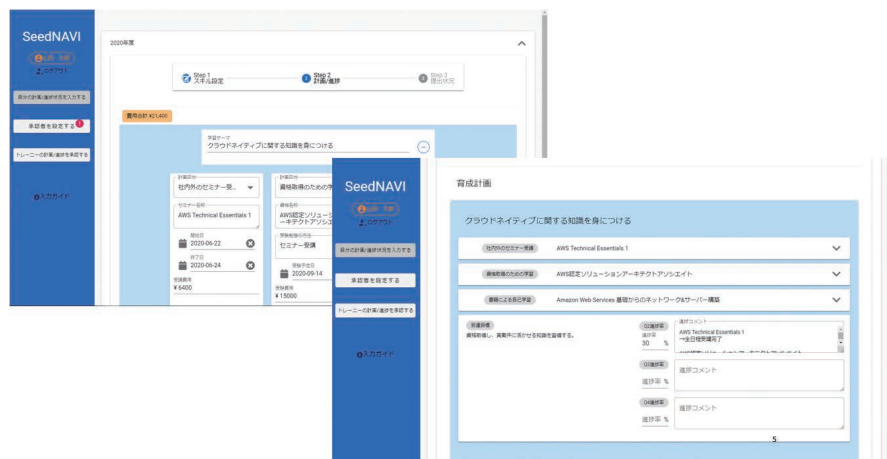 SeedNAVI
ログアウト
自分の計画/進捗状況を入力する
承認者を設定する
トレーニーの計画/進捗を承認する
入力ガイド
2020年度
Step 1
スキル設定
2
Step 2
計画/進捗
3
Step 3
提出状況
費用合計 ¥21,400
学習テーマ
クラウドネイティブに関する知識を身につける
計画区分
社内外のセミナー受...
セミナー名称
AWS Technical Essentials 1
開始日
2020-06-22
終了日
2020-06-24
受講費用
¥ 6400
計画区分
資格取得のための学
資格名称
AWS認定ソリューシ
ーキテクトアソシエ
セミナー受講
受験予定日
2020-09-14
受験費用
¥ 15000
SeedNAVI
ログアウト
自分の計画/進捗状況を入力する
承認者を設定する
トレーニーの計画/進捗を承認する
入力ガイド
育成計画
クラウドネイティブに関する知識を身につける
社内外のセミナー受講 AWS Technical Essentials 1
資格取得のための学習 AWS認定ソリューションアーキテクトアソシエイト
書籍による自己学習 Amazon Web Services 基礎からのネットワーク&サーバー構築
到達目標
資格取得し、実案件に活かせる知識を習得する。
Q2進捗率
進捗率
30 %
進捗コメント
AWS Technical Essentials 1
→全日程受講完了
Q3進捗率
進捗率 %
進捗コメント
Q4進捗率
進捗率 %
進捗コメント
5